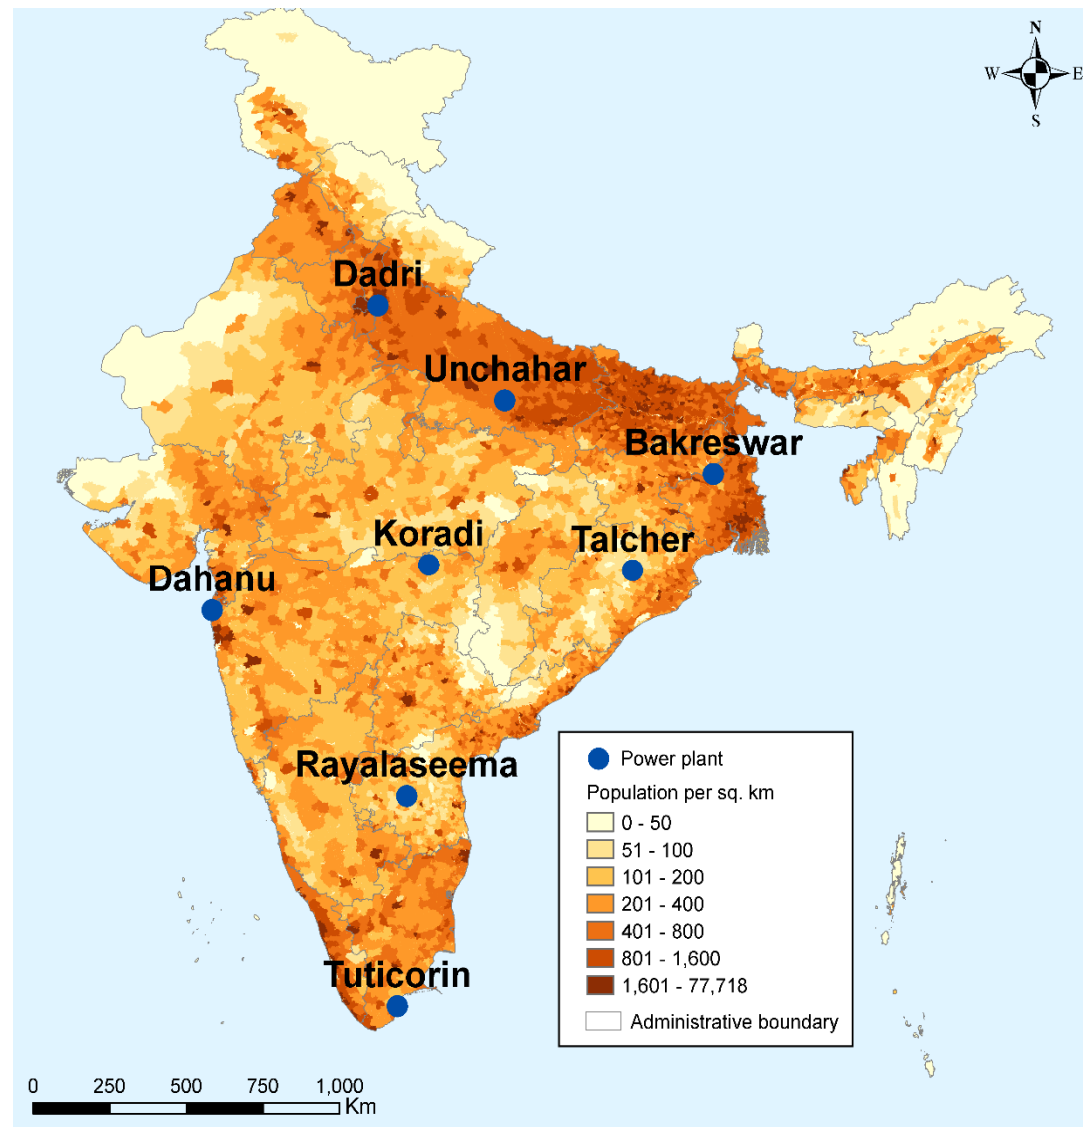 N
W E
S
Dadri
Unchahar
Bakreswar
Koradi
Talcher
Dahanu
Rayalaseema
Tuticorin
Power plant
Population per sq. km
0 - 50
51 - 100
101 - 200
201 - 400
401 - 800
801 - 1,600
1,601 - 77,718
Administrative boundary
0 250 500 750 1,000
Km